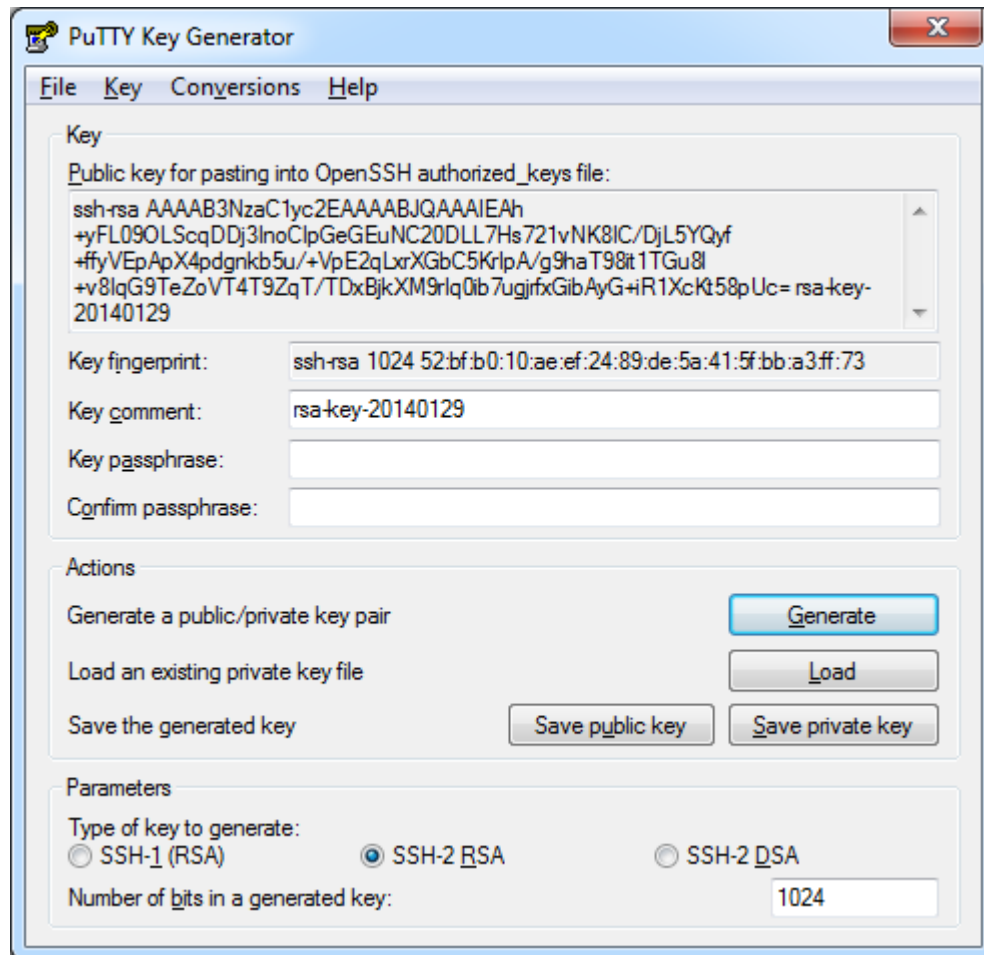 PuTTY Key Generator
File Key Conversions Help
Key
Public key for pasting into OpenSSH authorized_keys file:
ssh-rsa AAAAB3NzaC1yc2EAAAABJQAAAIEAh
+yFL09OLScqDDj3lnoClpGeGEuNC20DLL7Hs721vNK8lC/DjL5YQyf
+ffyVEpApX4pdgnkb5u/+VpE2qLxrXGbC5KrlpA/g9haT98it1TGu8l
+v8IqG9TeZoVT4T9ZqT/TDxBjkXM9rlq0ib7ugjrfxGibAyG+iR1XcKt58pUc= rsa-key-
20140129
Key fingerprint: ssh-rsa 1024 52:bf:b0:10:ae:ef:24:89:de:5a:41:5f:bb:a3:ff:73
Key comment: rsa-key-20140129
Key passphrase:
Confirm passphrase:
Actions
Generate a public/private key pair Generate
Load an existing private key file Load
Save the generated key Save public key Save private key
Parameters
Type of key to generate:
SSH-1 (RSA) SSH-2 RSA SSH-2 DSA
Number of bits in a generated key: 1024